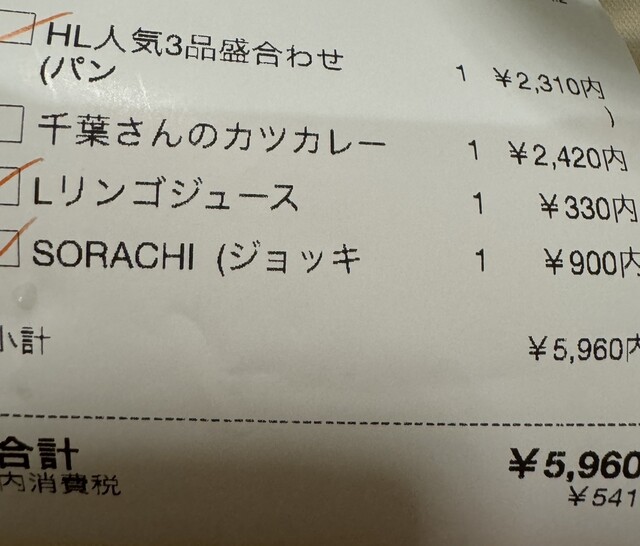 HL人気3品盛合わせ
(パン 1 ¥2,310内
)
千葉さんのカツカレー 1 ¥2,420内
Lリンゴジュース 1 ¥330内
SORACHI (ジョッキ 1 ¥900内
小計 ¥5,960内
合計 ¥5,960
内消費税 ¥541